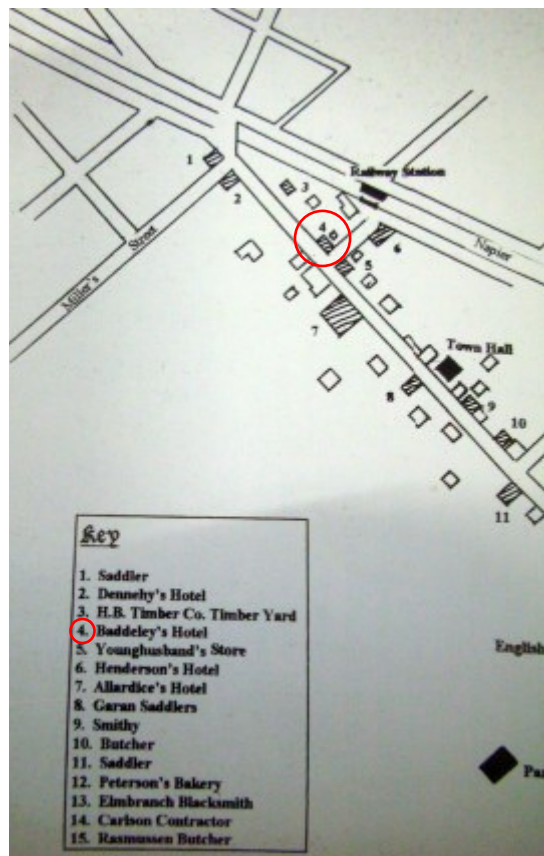 Railway Station
1
3
2
4
6
5
Napier
Miller's Street
7
Town Hall
8
9
10
11
Key
1. Saddler
2. Dennehy's Hotel
3. H.B. Timber Co. Timber Yard
4. Baddeley's Hotel
5. Younghusband's Store
6. Henderson's Hotel
7. Allardice's Hotel
8. Garan Saddlers
9. Smithy
10. Butcher
11. Saddler
12. Peterson's Bakery
13. Elmbranch Blacksmith
14. Carlson Contractor
15. Rasmussen Butcher
English